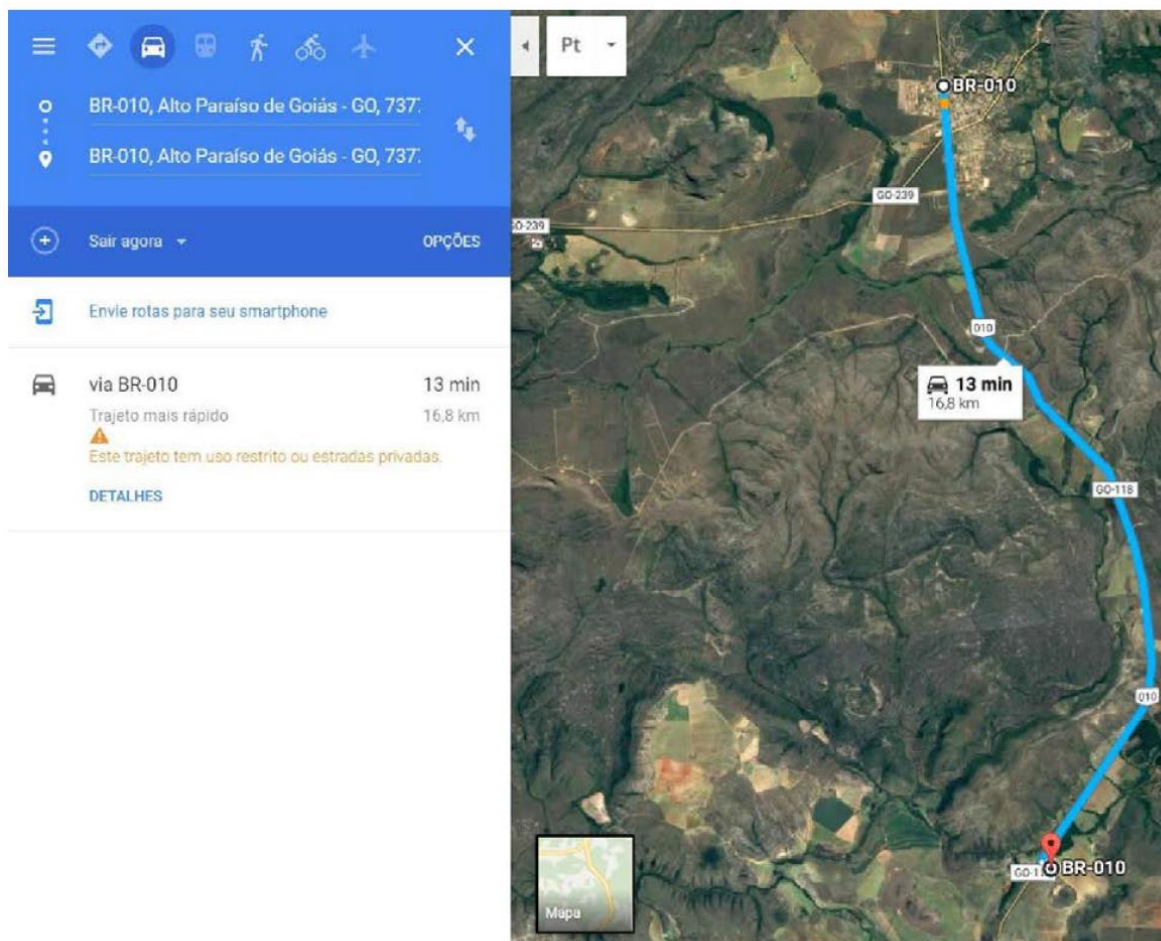 BR-010, Alto Paraíso de Goiás - GO, 7377
BR-010, Alto Paraíso de Goiás - GO, 7377
Sair agora
OPÇÕES
Envie rotas para seu smartphone
via BR-010
13 min
Trajeto mais rápido
16,8 km
Este trajeto tem uso restrito ou estradas privadas.
DETALHES
Pt
BR-010
GO-239
GO-239
010
13 min
16,8 km
GO-118
010
BR-010
Mapa